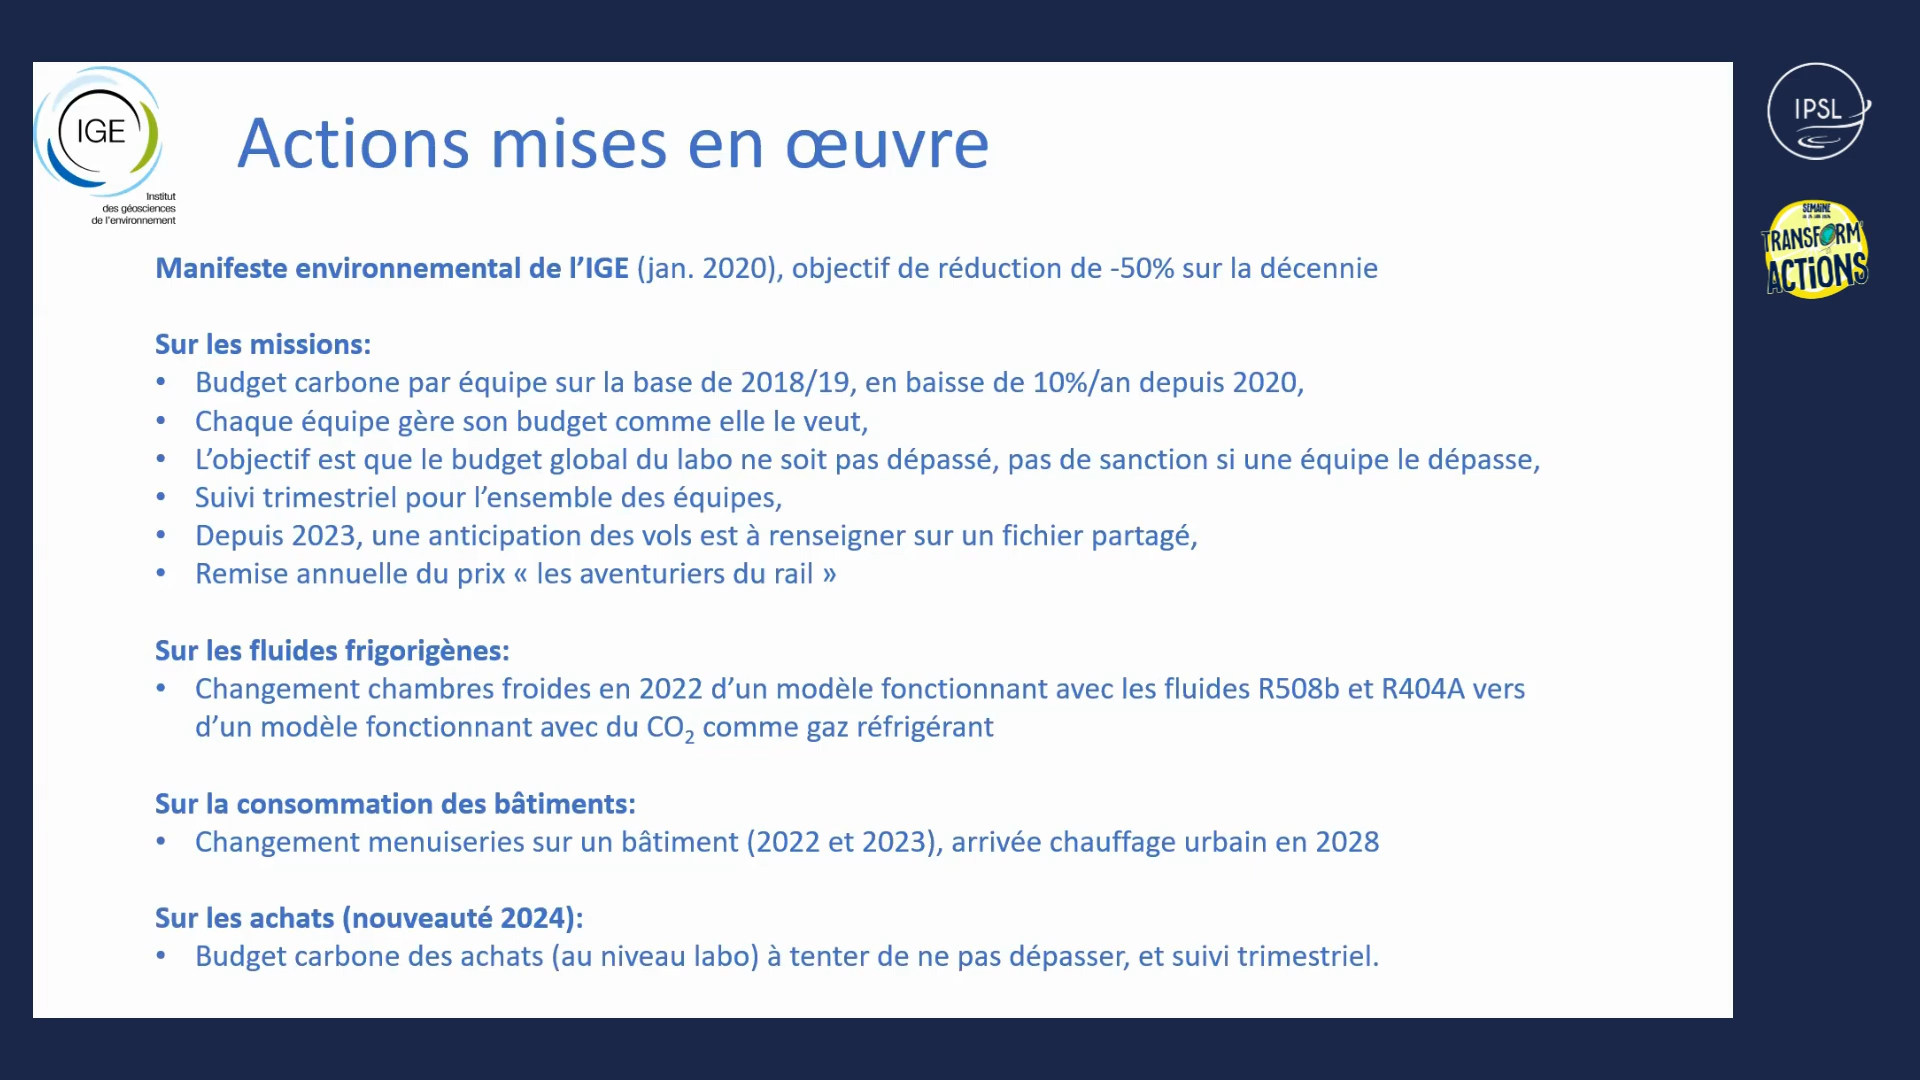 IGE
Institut
des géosciences
de l'environnement
Actions mises en œuvre
IPSL
SEMAINE
TRANSFORM'
ACTIONS
Manifeste environnemental de l’IGE (jan. 2020), objectif de réduction de -50% sur la décennie
Sur les missions:
• Budget carbone par équipe sur la base de 2018/19, en baisse de 10%/an depuis 2020,
• Chaque équipe gère son budget comme elle le veut,
• L’objectif est que le budget global du labo ne soit pas dépassé, pas de sanction si une équipe le dépasse,
• Suivi trimestriel pour l’ensemble des équipes,
• Depuis 2023, une anticipation des vols est à renseigner sur un fichier partagé,
• Remise annuelle du prix « les aventuriers du rail »
Sur les fluides frigorigènes:
• Changement chambres froides en 2022 d’un modèle fonctionnant avec les fluides R508b et R404A vers
d’un modèle fonctionnant avec du CO₂ comme gaz réfrigérant
Sur la consommation des bâtiments:
• Changement menuiseries sur un bâtiment (2022 et 2023), arrivée chauffage urbain en 2028
Sur les achats (nouveauté 2024):
• Budget carbone des achats (au niveau labo) à tenter de ne pas dépasser, et suivi trimestriel.